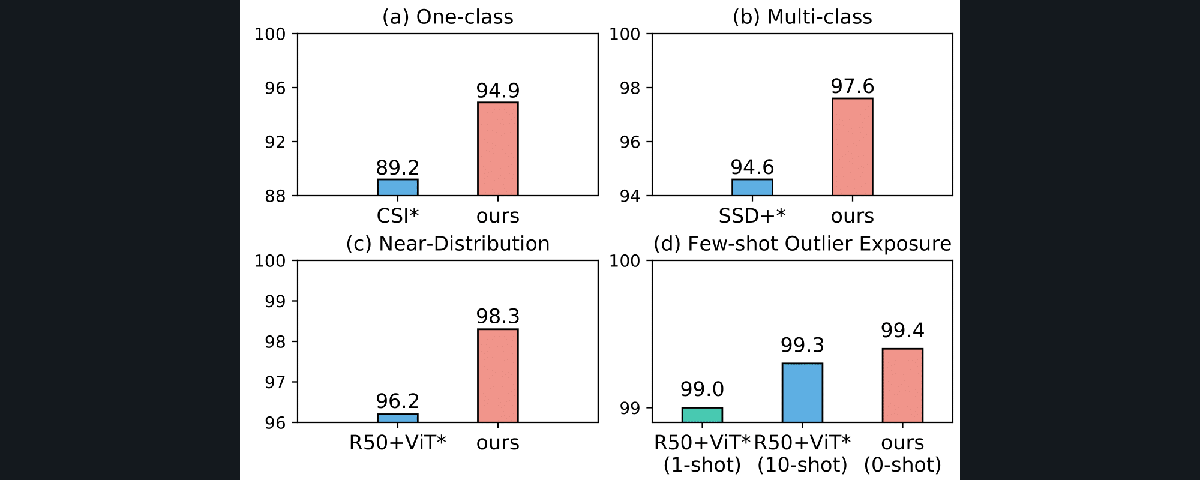 (a) One-class
100
96
92
88
89.2
94.9
CSI*
ours
(b) Multi-class
100
98
96
94
94.6
97.6
SSD+*
ours
(c) Near-Distribution
100
99
98
97
96
96.2
98.3
R50+ViT*
ours
(d) Few-shot Outlier Exposure
100
99
99.0
99.3
99.4
R50+ViT*
(1-shot)
R50+ViT*
(10-shot)
ours
(0-shot)